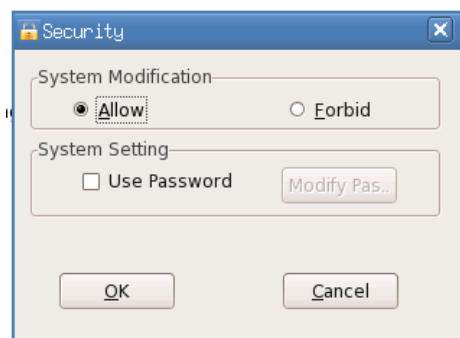 Security
System Modification
Allow
Forbid
System Setting
Use Password
Modify Pas..
OK
Cancel